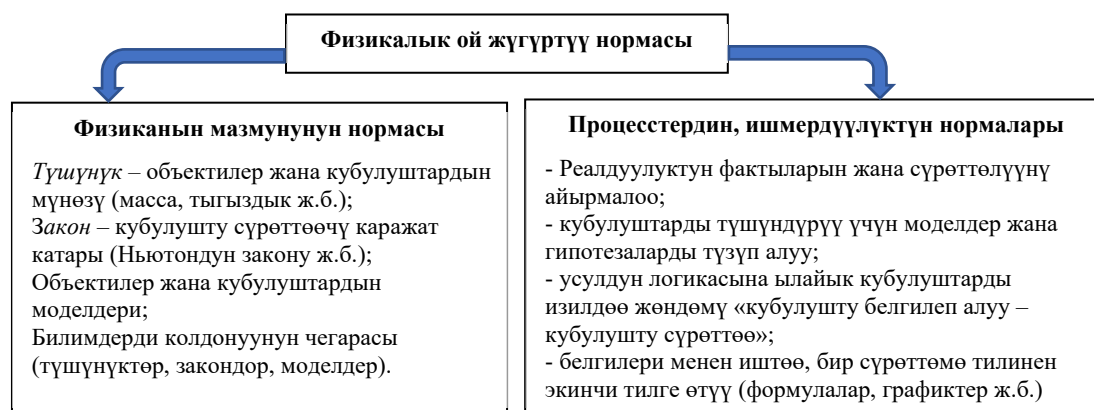 Физикалык ой жүгүртүү нормасы
Физиканын мазмунунун нормасы
Түшүнүк – объектилер жана кубулуштардын
мүнөзү (масса, тыгыздык ж.б.);
Закон – кубулушту сүрөттөөчү каражат
катары (Ньютондун закону ж.б.);
Объектилер жана кубулуштардын
моделдери;
Билимдерди колдонуунун чегарасы
(түшүнүктөр, закондор, моделдер).
Процесстердин, ишмердүүлүктүн нормалары
- Реалдуулуктун фактыларын жана сүрөттөлүүнү
айырмалоо;
- кубулуштарды түшүндүрүү үчүн моделдер жана
гипотезаларды түзүп алуу;
- усулдун логикасына ылайык кубулуштарды
изилдөө жөндөмү «кубулушту белгилеп алуу –
кубулушту сүрөттөө»;
- белгилери менен иштөө, бир сүрөттөмө тилинен
экинчи тилге өтүү (формулалар, графиктер ж.б.)